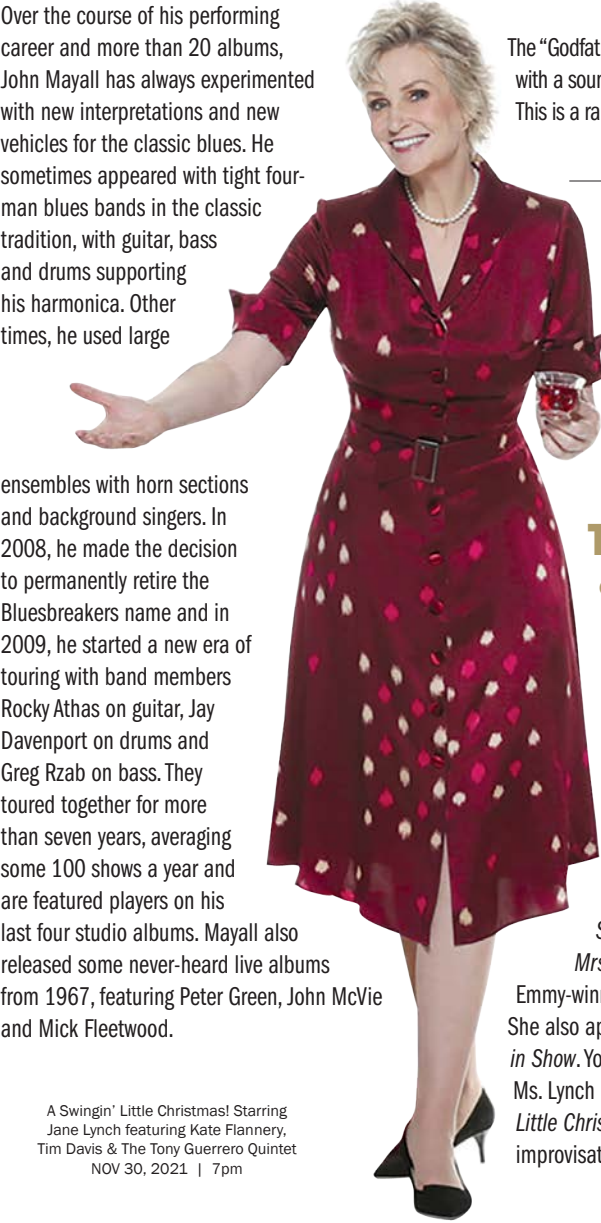 Over the course of his performing
career and more than 20 albums,
John Mayall has always experimented
with new interpretations and new
vehicles for the classic blues. He
sometimes appeared with tight four-
man blues bands in the classic
tradition, with guitar, bass
and drums supporting
his harmonica. Other
times, he used large
ensembles with horn sections
and background singers. In
2008, he made the decision
to permanently retire the
Bluesbreakers name and in
2009, he started a new era of
touring with band members
Rocky Athas on guitar, Jay
Davenport on drums and
Greg Rzab on bass. They
toured together for more
than seven years, averaging
some 100 shows a year and
are featured players on his
last four studio albums. Mayall also
released some never-heard live albums
from 1967, featuring Peter Green, John McVie
and Mick Fleetwood.
A Swingin’ Little Christmas! Starring
Jane Lynch featuring Kate Flannery,
Tim Davis & The Tony Guerrero Quintet
NOV 30, 2021 | 7pm
The “Godfat
with a sour
This is a ra
Mrs
Emmy-winn
She also ap
in Show. Yo
Ms. Lynch
Little Chris
improvisat